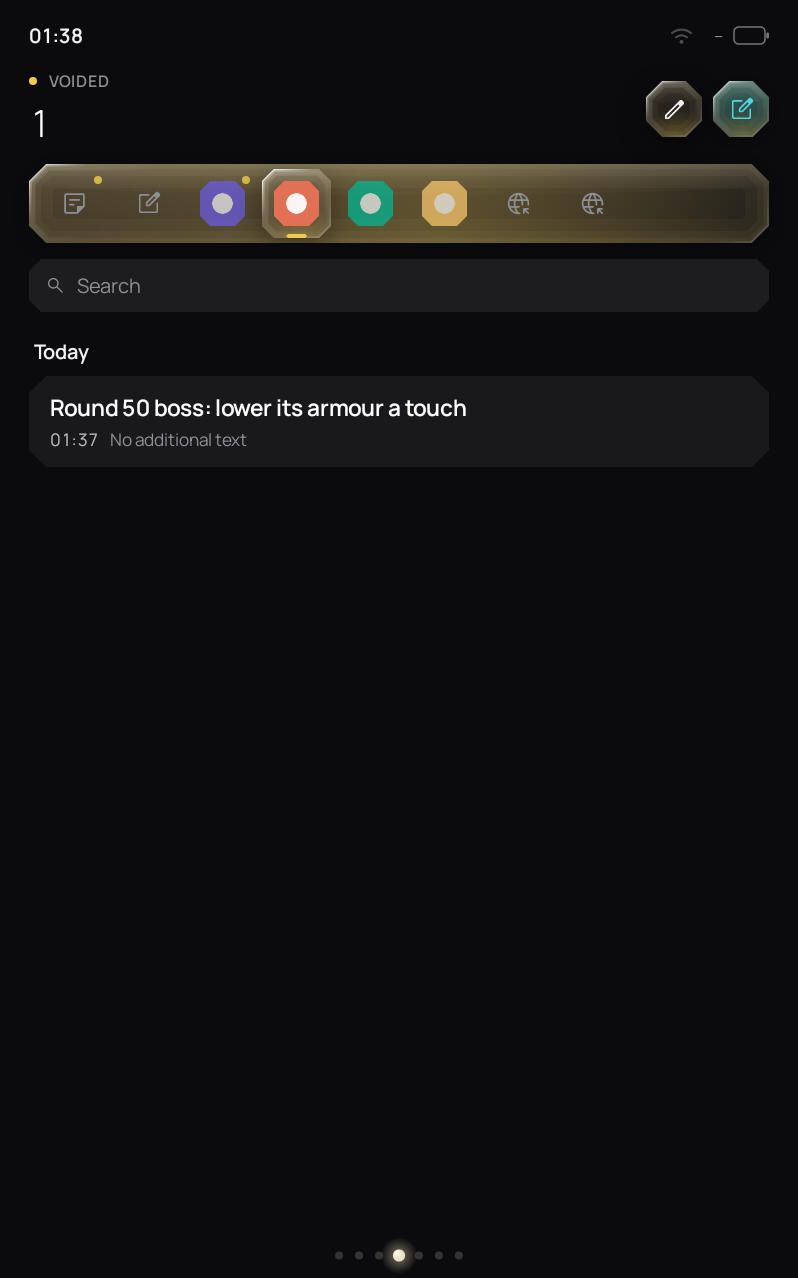 01:38
–
VOIDED
1
Search
Today
Round 50 boss: lower its armour a touch
01:37 No additional text